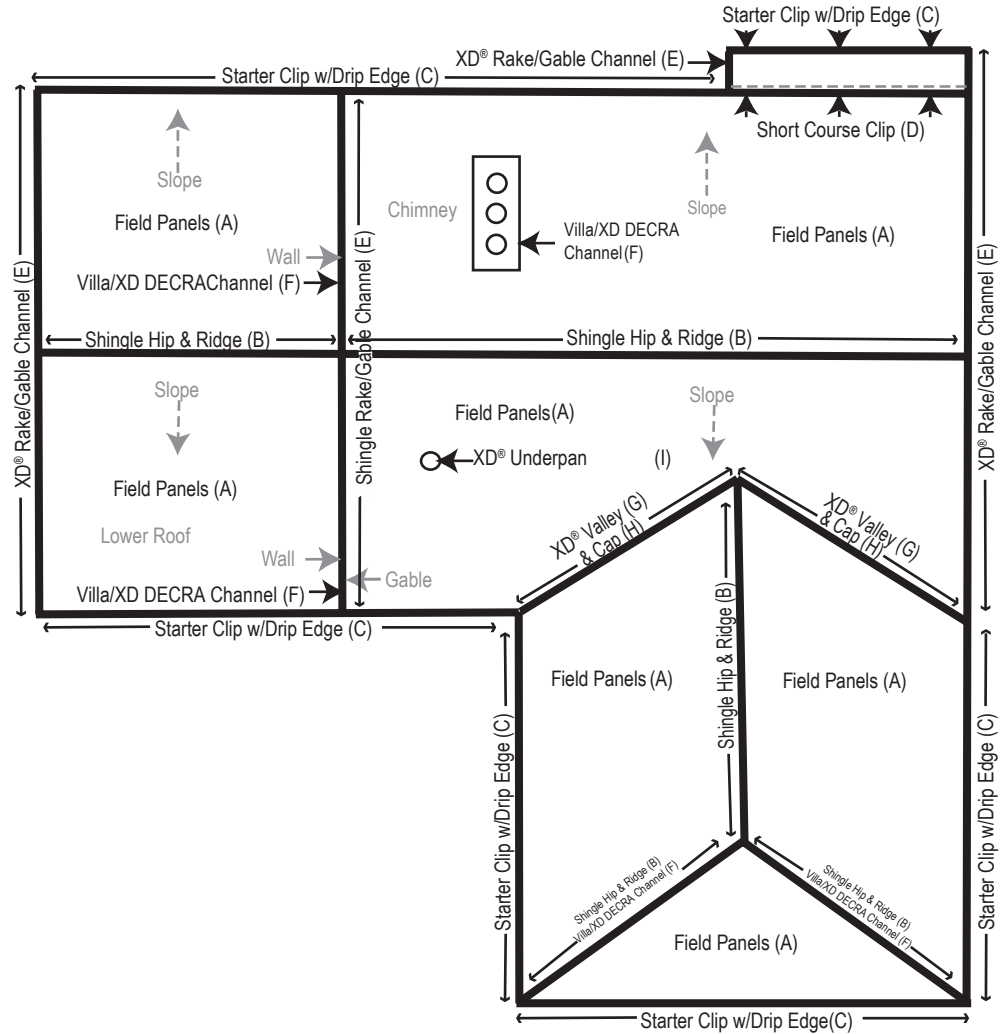 Starter Clip w/Drip Edge (C)
XD® Rake/Gable Channel (E)
Starter Clip w/Drip Edge (C)
Short Course Clip (D)
Slope
Slope
Chimney
Field Panels (A)
Villa/XD DECRA
Channel (F)
Field Panels (A)
Wall
Villa/XD DECRAChannel (F)
XD® Rake/Gable Channel (E)
Shingle Rake/Gable Channel (E)
XD® Rake/Gable Channel (E)
Shingle Hip & Ridge (B)
Shingle Hip & Ridge (B)
Slope
Slope
Field Panels(A)
XD® Underpan
(I)
Field Panels (A)
Lower Roof
XD® Valley (G)
& Cap (H)
XD® Valley (G)
& Cap (H)
Wall
Gable
Villa/XD DECRA Channel (F)
Starter Clip w/Drip Edge (C)
Shingle Hip & Ridge (B)
Field Panels (A)
Field Panels (A)
Starter Clip w/Drip Edge (C)
Starter Clip w/Drip Edge (C)
Shingle Hip & Ridge (B)
Villa/XD DECRA Channel (F)
Shingle Hip & Ridge (B)
Villa/XD DECRA Channel (F)
Field Panels (A)
Starter Clip w/Drip Edge(C)